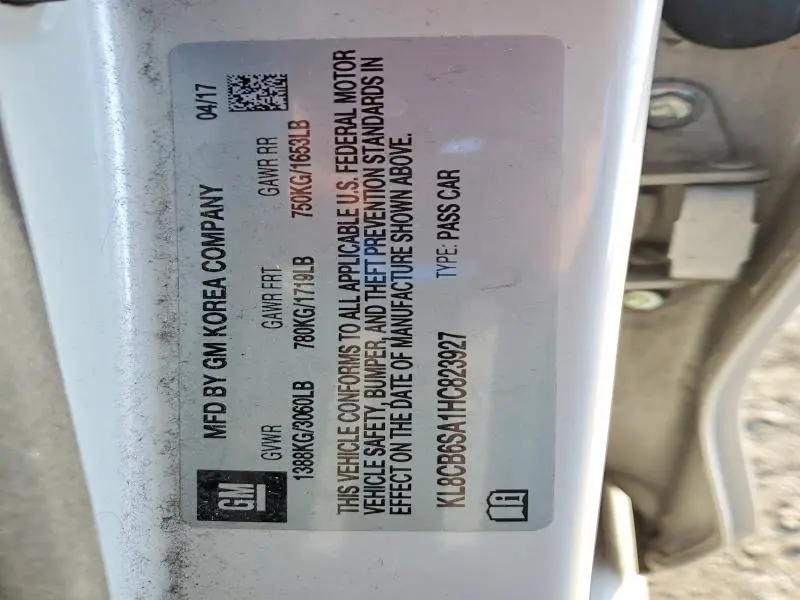 GM
MFD BY GM KOREA COMPANY 04/17
GVWR GAWR FRT GAWR RR
1388KG/3060LB 780KG/1719LB 750KG/1653LB
THIS VEHICLE CONFORMS TO ALL APPLICABLE U.S. FEDERAL MOTOR
VEHICLE SAFETY, BUMPER, AND THEFT PREVENTION STANDARDS IN
EFFECT ON THE DATE OF MANUFACTURE SHOWN ABOVE.
KL8CB6SA1HC823927 TYPE: PASS CAR